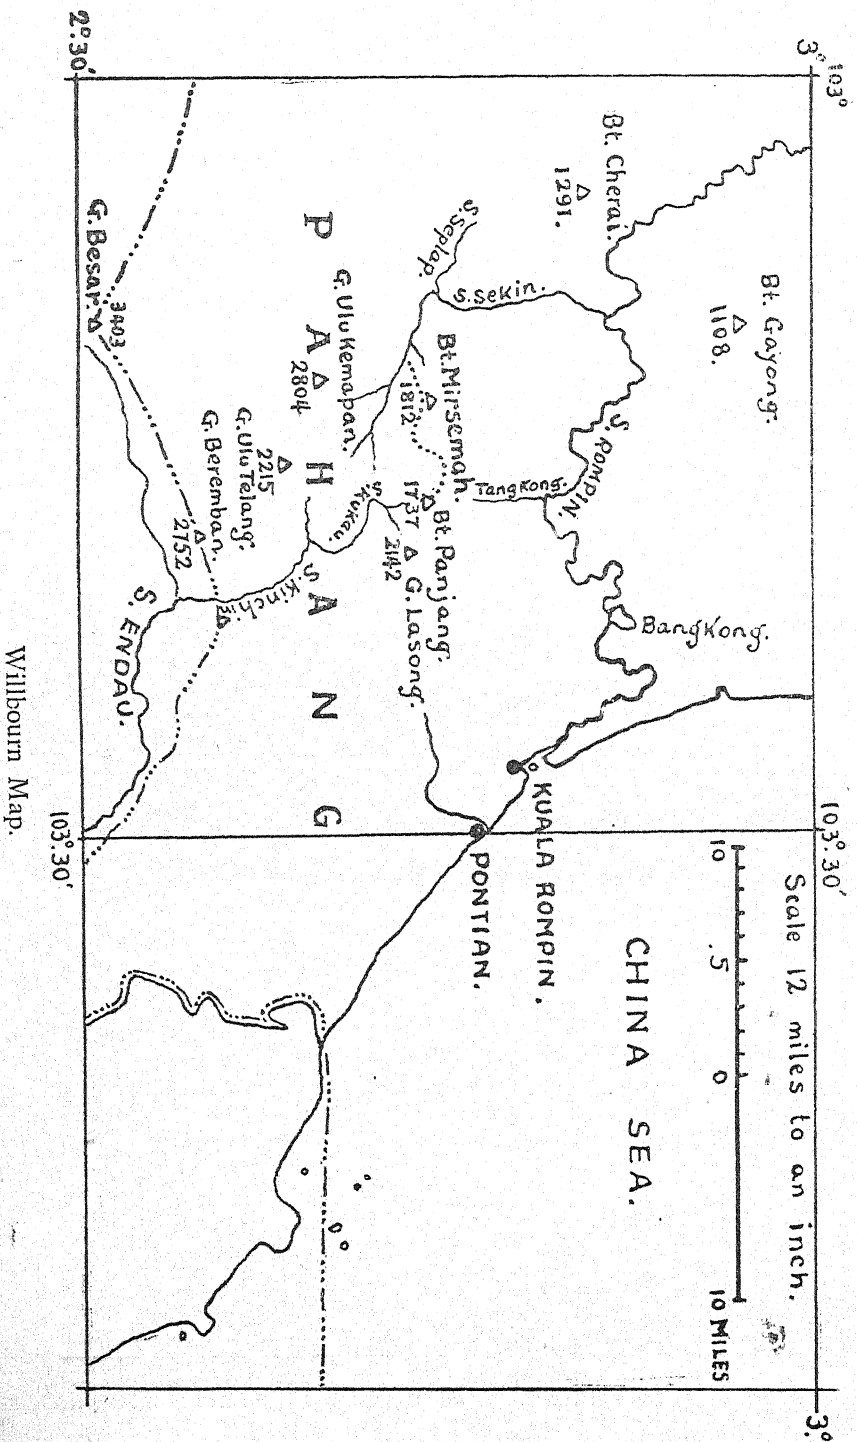 3°
103°
103°.30'
3°.
Scale 12 miles to an inch.
10
.5
0
10 MILES
Bt. Gayong.
1108.
Bt. Cherai.
1291.
S. ROMPIN.
BangKong.
KUALA ROMPIN.
CHINA SEA.
S. Seplap.
S. Sekin.
TangKong.
Bt. Mirsemah.
1812
Bt. Panjang.
1737
G. Lasong.
2142
PONTIAN.
G. Ulu Kemapan.
2804
S. Kukau.
PAHANG
G. Ulu Telang.
2215
G. Beremban.
2752
S. Kinchin.
G. Besar.
3403
S. ENDAU.
2°.30'
103°.30'
Willbourn Map.